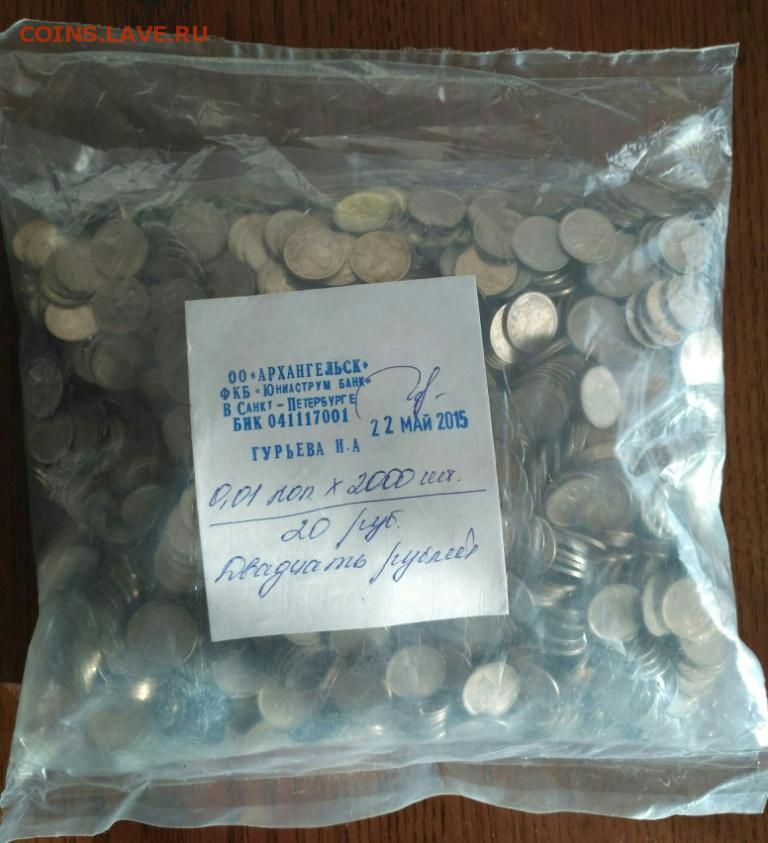 COINS.LAVE.RU
ОО «АРХАНГЕЛЬСК»
ФКБ «ЮНИАСТРУМ БАНК»
В САНКТ-ПЕТЕРБУРГЕ
БИК 041117001
22 МАЙ 2015
ГУРЬЕВА И.А
0,01 коп. х 2000 шт.
20 руб.
Двадцать рублей